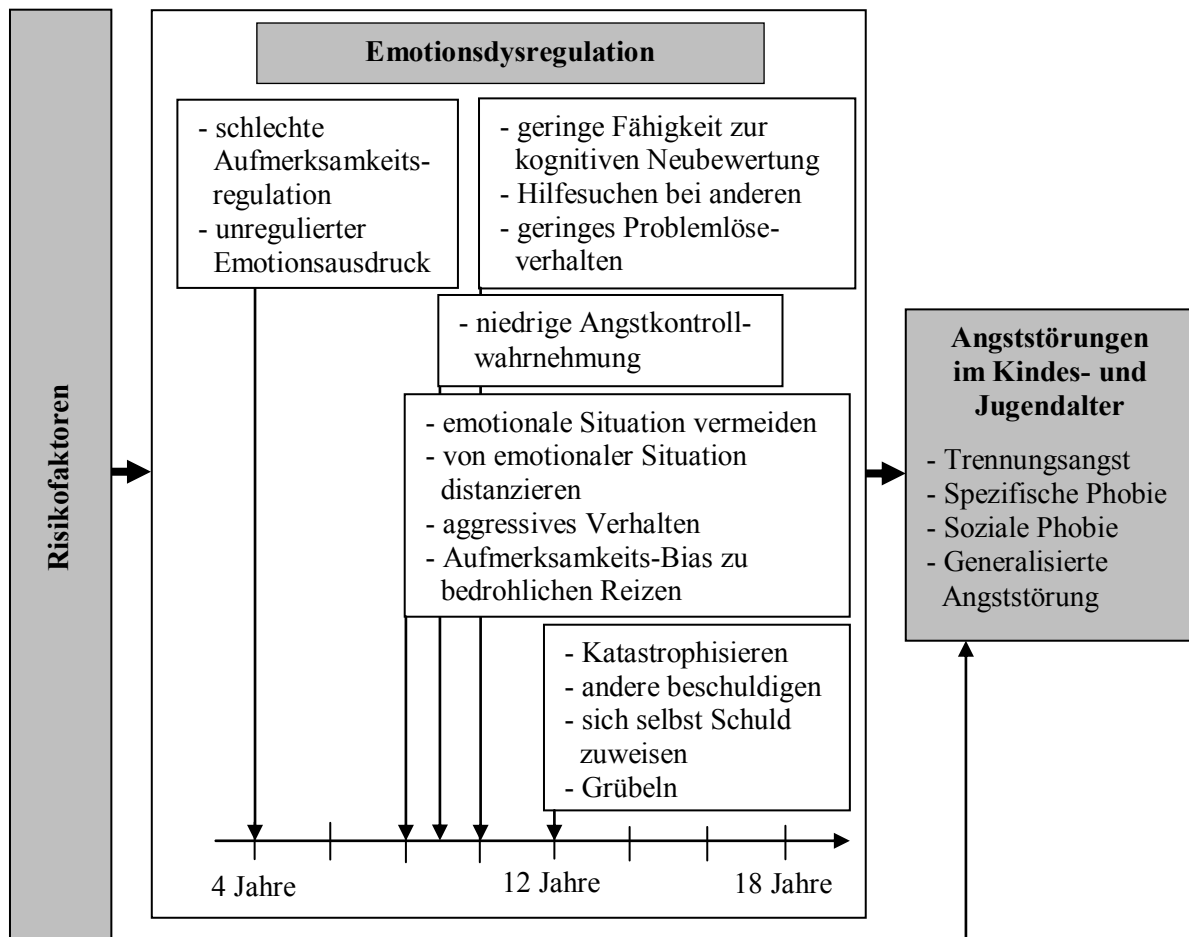 Risikofaktoren
Emotionsdysregulation
- schlechte
Aufmerksamkeits-
regulation
- unregulierter
Emotionsausdruck
- geringe Fähigkeit zur
kognitiven Neubewertung
- Hilfesuchen bei anderen
- geringes Problemlöse-
verhalten
- niedrige Angstkontroll-
wahrnehmung
- emotionale Situation vermeiden
- von emotionaler Situation
distanzieren
- aggressives Verhalten
- Aufmerksamkeits-Bias zu
bedrohlichen Reizen
- Katastrophisieren
- andere beschuldigen
- sich selbst Schuld
zuweisen
- Grübeln
4 Jahre
12 Jahre
18 Jahre
Angststörungen
im Kindes- und
Jugendalter
- Trennungsangst
- Spezifische Phobie
- Soziale Phobie
- Generalisierte
Angststörung